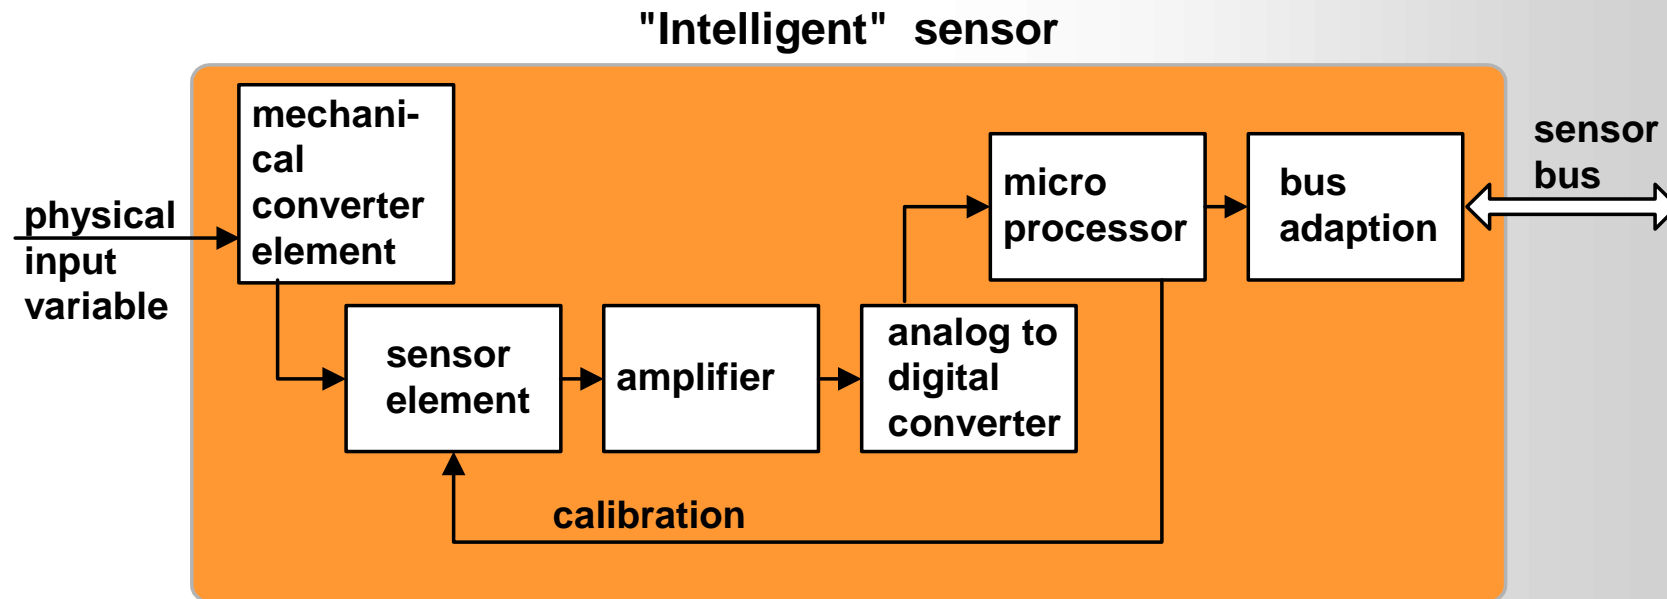 "Intelligent" sensor
mechani-
cal
converter
element
physical
input
variable
sensor
element
amplifier
analog to
digital
converter
micro
processor
bus
adaption
sensor
bus
calibration